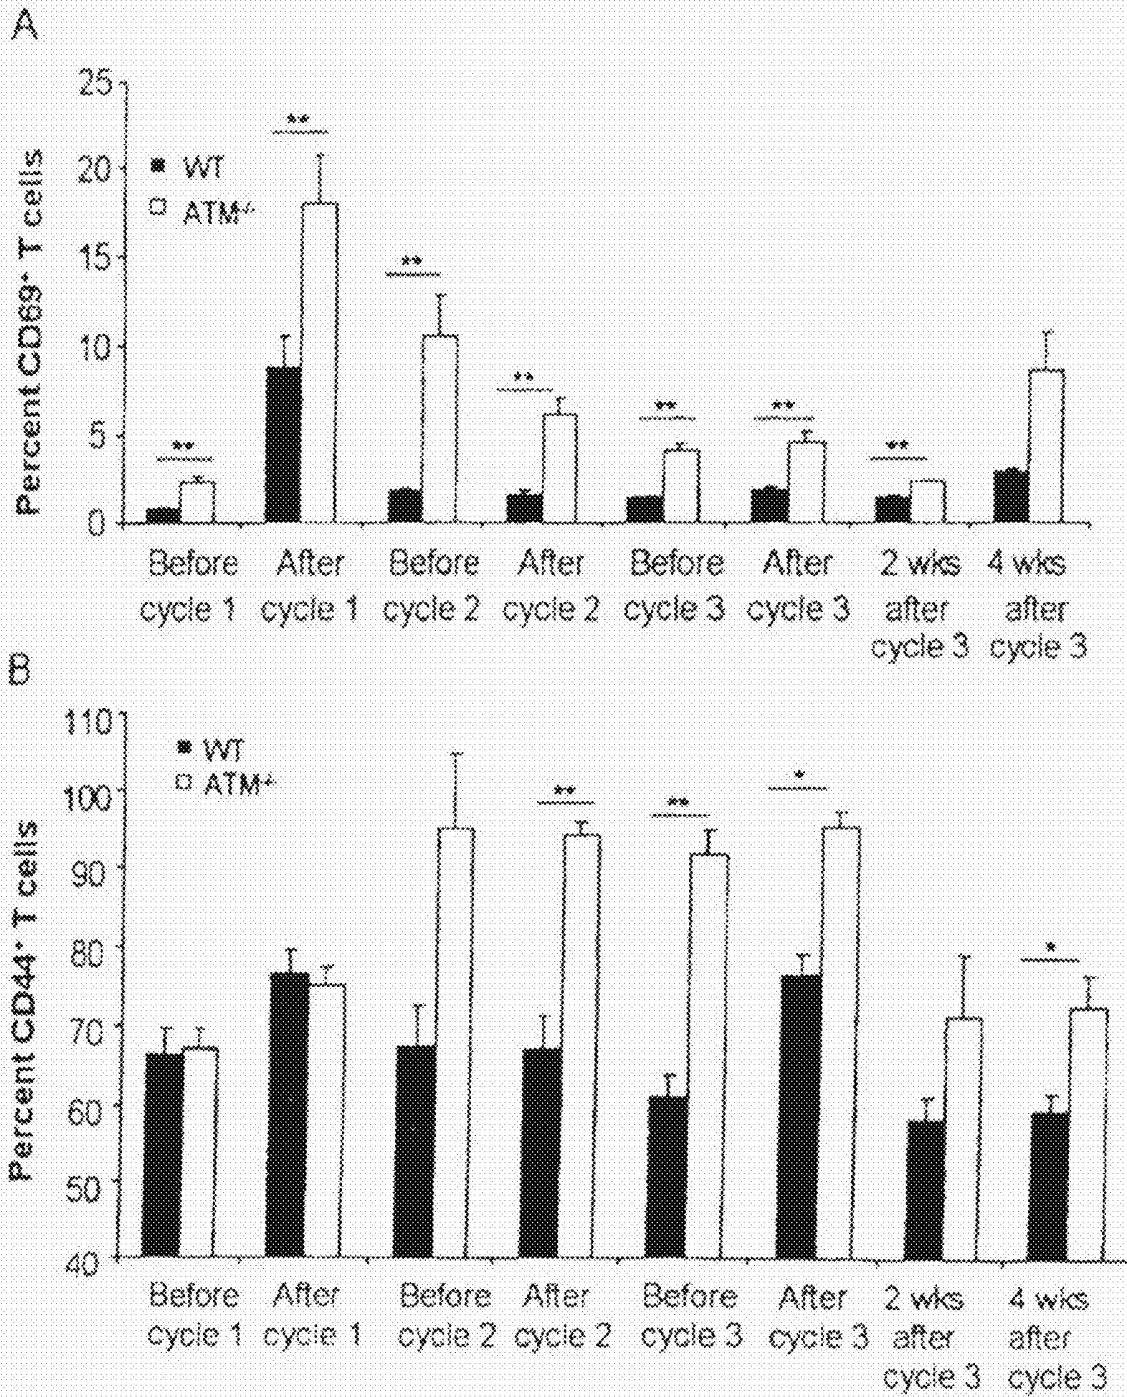 A
Percent CD69⁺ T cells
25
20
15
10
5
0
WT
ATM-/-
**
**
**
**
**
**
**
Before cycle 1
After cycle 1
Before cycle 2
After cycle 2
Before cycle 3
After cycle 3
2 wks after cycle 3
4 wks after cycle 3
B
Percent CD44⁺ T cells
110
100
90
80
70
60
50
40
WT
ATM-/-
**
**
*
*
Before cycle 1
After cycle 1
Before cycle 2
After cycle 2
Before cycle 3
After cycle 3
2 wks after cycle 3
4 wks after cycle 3